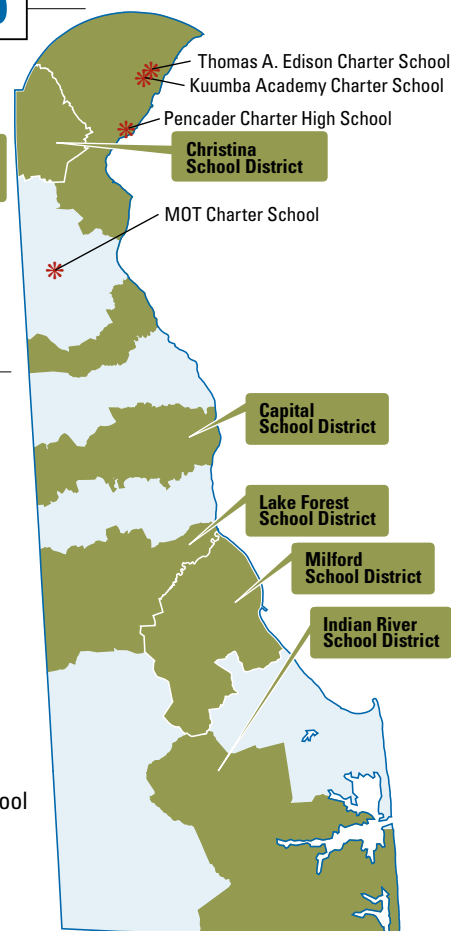 Thomas A. Edison Charter School
Kuumba Academy Charter School
Pencader Charter High School
Christina
School District
MOT Charter School
Capital
School District
Lake Forest
School District
Milford
School District
Indian River
School District
ool